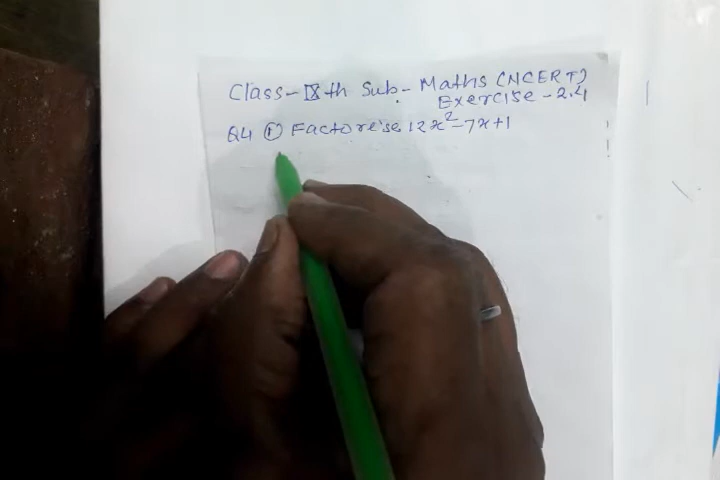 Class-IXth Sub- Maths (NCERT)
Exercise-2.4
Q4 (i) Factorise 12x²-7x+1